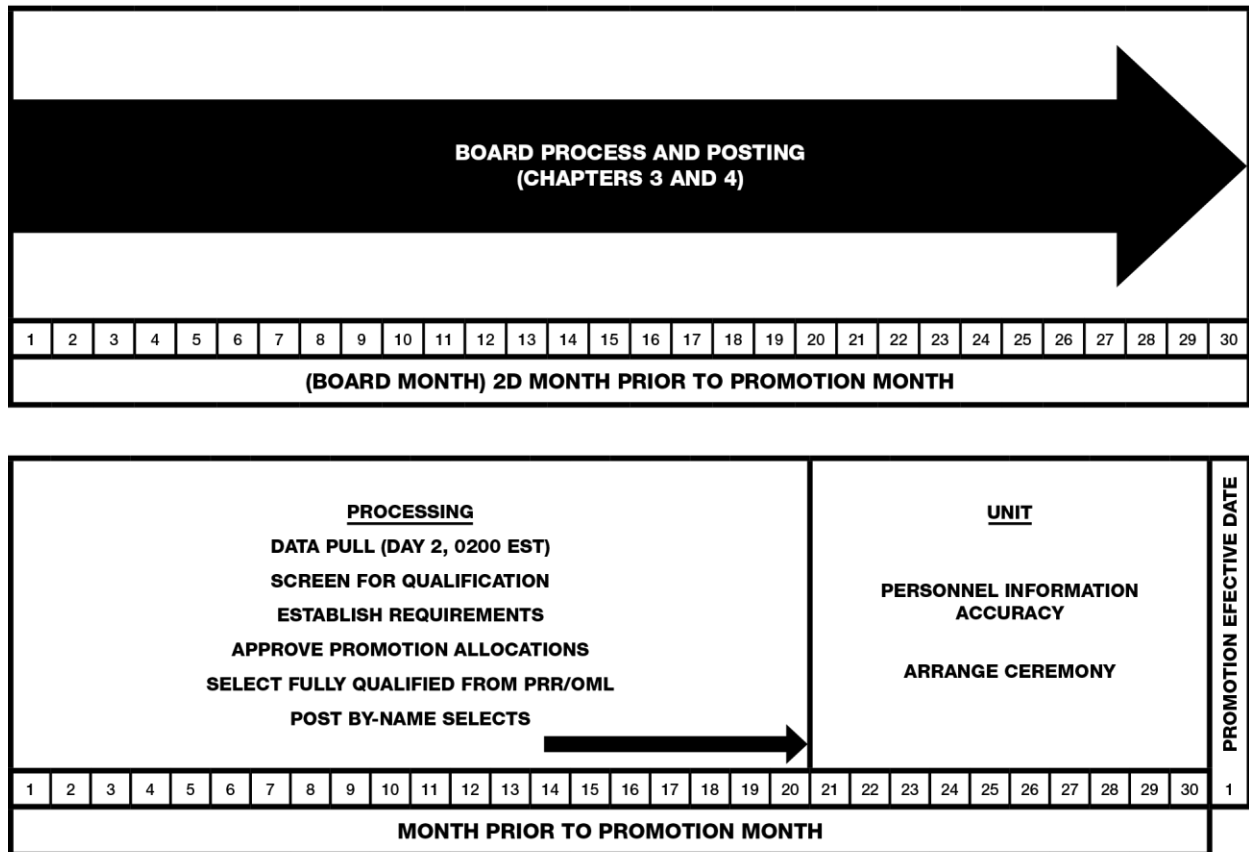 BOARD PROCESS AND POSTING
(CHAPTERS 3 AND 4)
1 2 3 4 5 6 7 8 9 10 11 12 13 14 15 16 17 18 19 20 21 22 23 24 25 26 27 28 29 30
(BOARD MONTH) 2D MONTH PRIOR TO PROMOTION MONTH
PROCESSING
DATA PULL (DAY 2, 0200 EST)
SCREEN FOR QUALIFICATION
ESTABLISH REQUIREMENTS
APPROVE PROMOTION ALLOCATIONS
SELECT FULLY QUALIFIED FROM PRR/OML
POST BY-NAME SELECTS
UNIT
PERSONNEL INFORMATION
ACCURACY
ARRANGE CEREMONY
PROMOTION EFECTIVE DATE
1 2 3 4 5 6 7 8 9 10 11 12 13 14 15 16 17 18 19 20 21 22 23 24 25 26 27 28 29 30 1
MONTH PRIOR TO PROMOTION MONTH